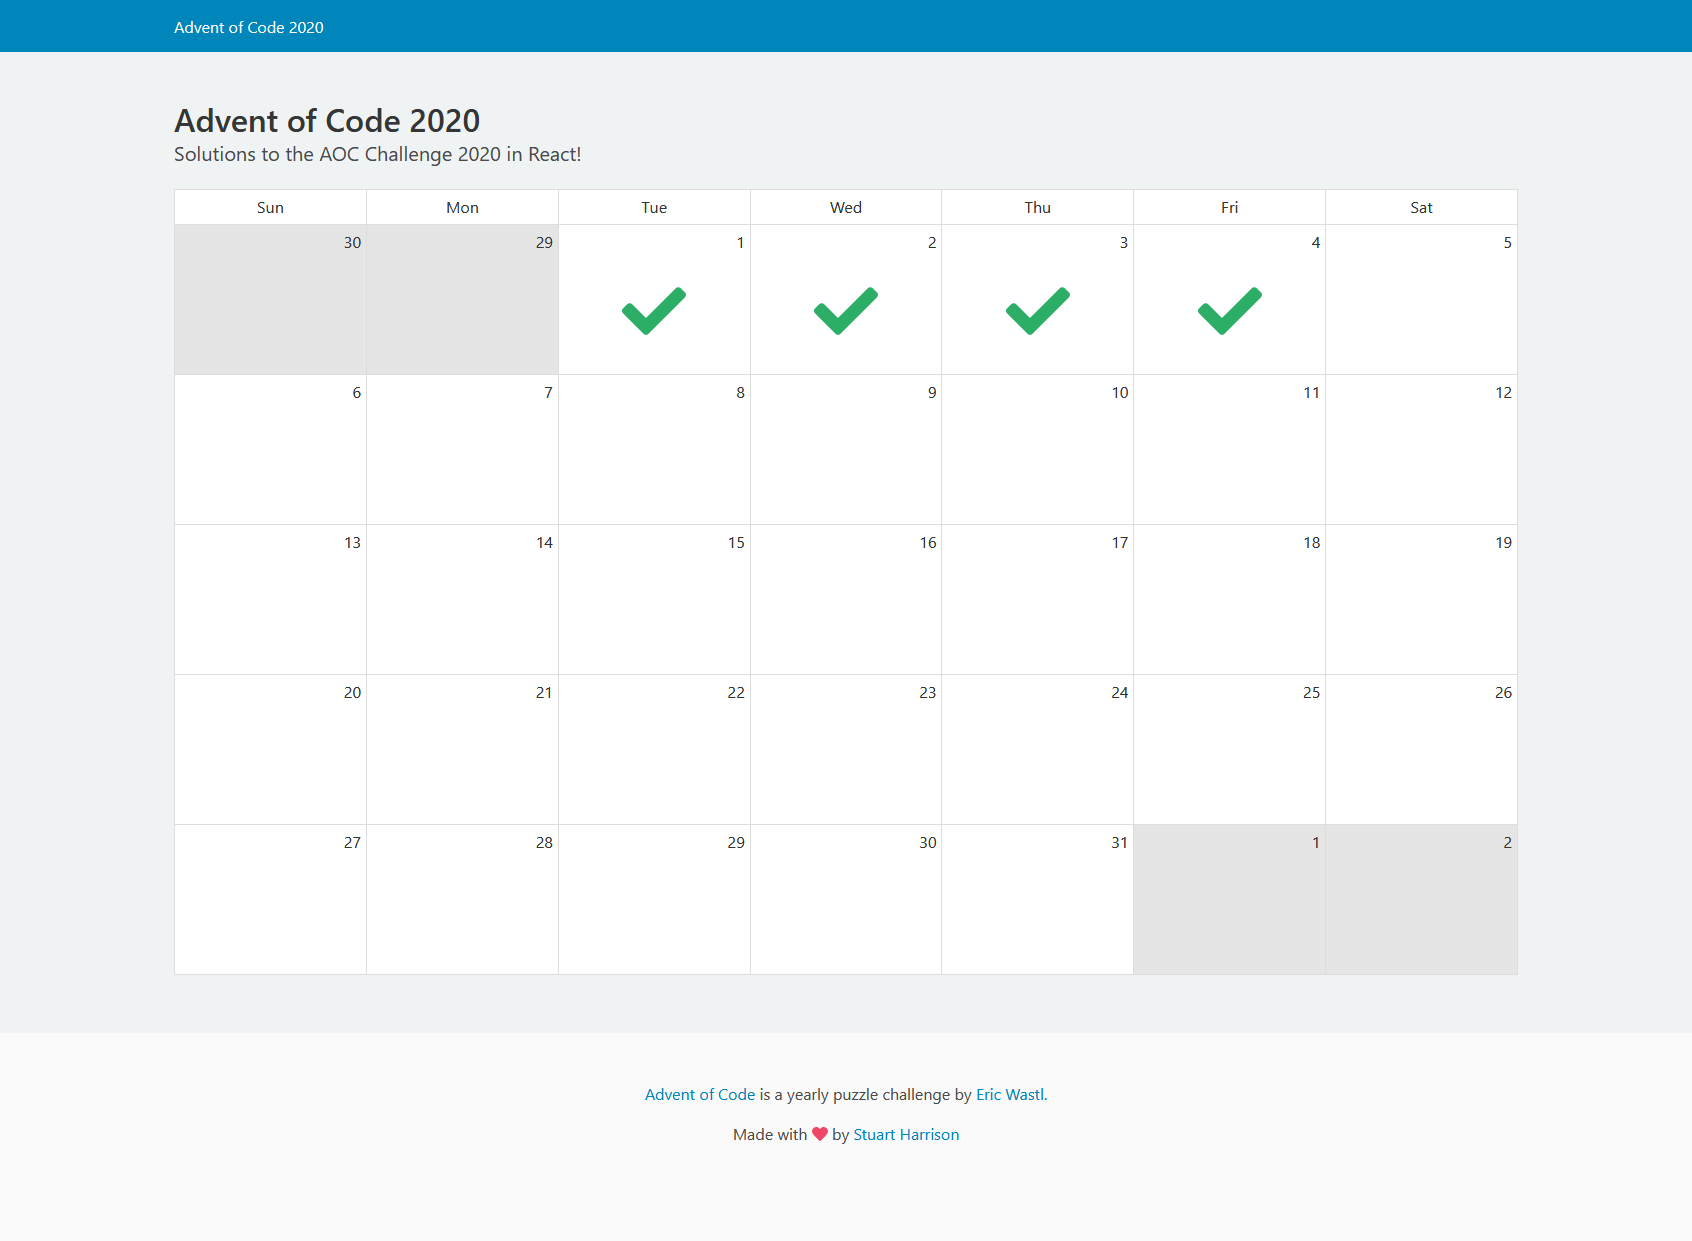 Advent of Code 2020
Advent of Code 2020
Solutions to the AOC Challenge 2020 in React!
Sun Mon Tue Wed Thu Fri Sat
30 29 1 2 3 4 5
6 7 8 9 10 11 12
13 14 15 16 17 18 19
20 21 22 23 24 25 26
27 28 29 30 31 1 2
Advent of Code is a yearly puzzle challenge by Eric Wastl.
Made with ❤ by Stuart Harrison